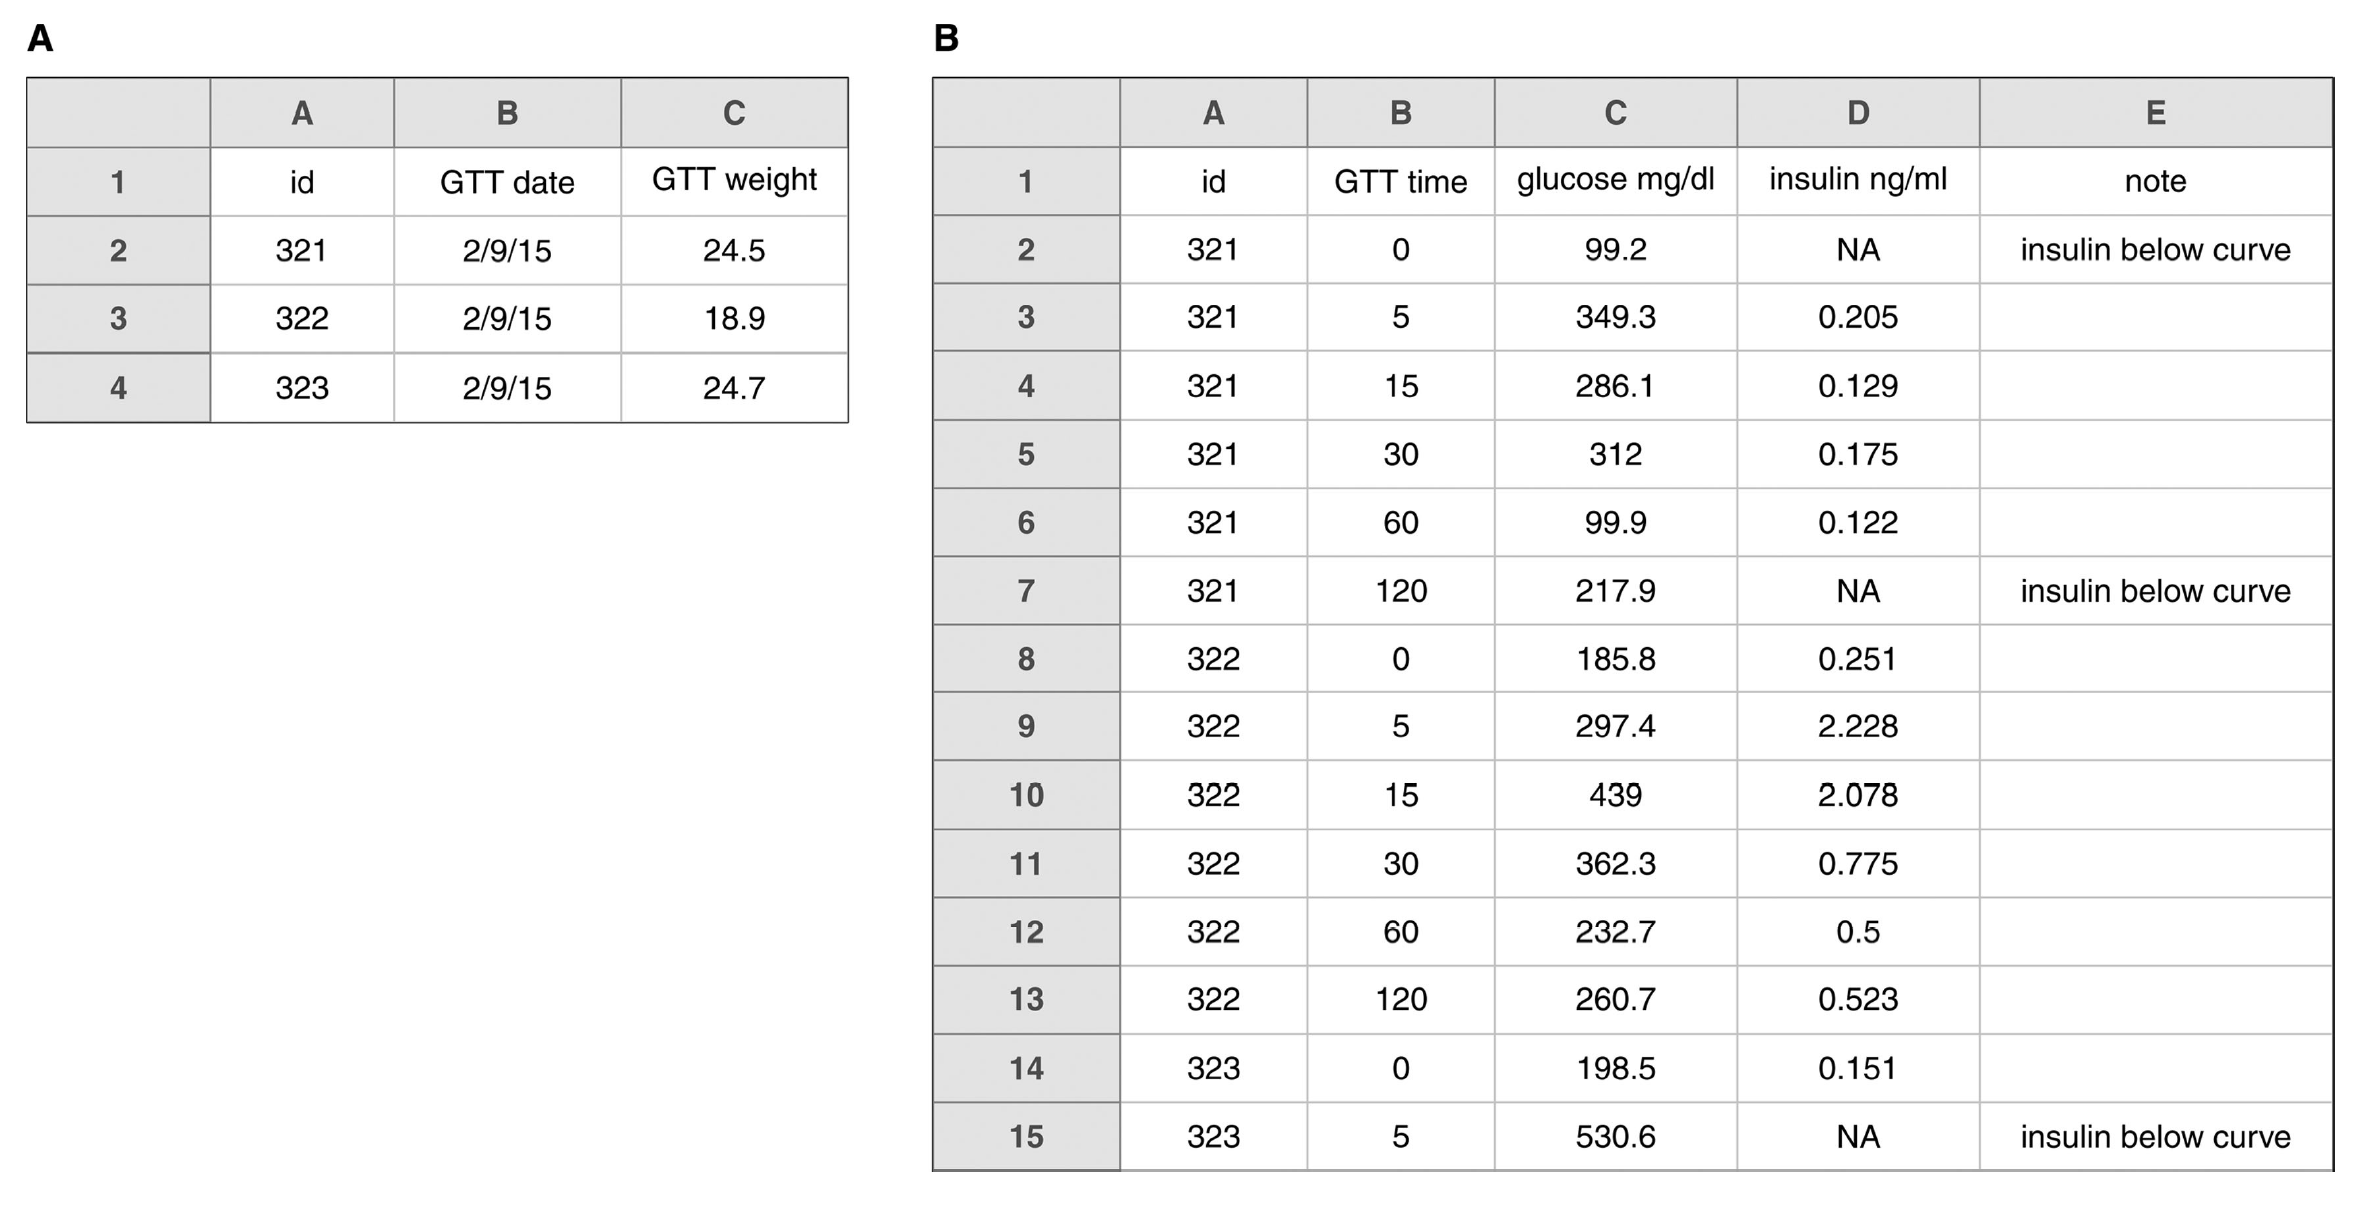 A
A B C
1 id GTT date GTT weight
2 321 2/9/15 24.5
3 322 2/9/15 18.9
4 323 2/9/15 24.7
B
A B C D E
1 id GTT time glucose mg/dl insulin ng/ml note
2 321 0 99.2 NA insulin below curve
3 321 5 349.3 0.205
4 321 15 286.1 0.129
5 321 30 312 0.175
6 321 60 99.9 0.122
7 321 120 217.9 NA insulin below curve
8 322 0 185.8 0.251
9 322 5 297.4 2.228
10 322 15 439 2.078
11 322 30 362.3 0.775
12 322 60 232.7 0.5
13 322 120 260.7 0.523
14 323 0 198.5 0.151
15 323 5 530.6 NA insulin below curve